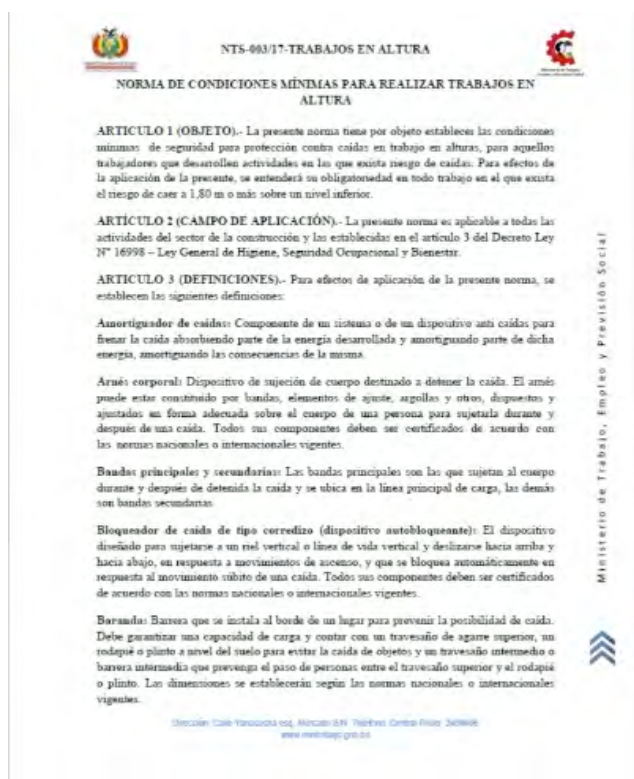 NTS-003/17-TRABAJOS EN ALTURA
NORMA DE CONDICIONES MÍNIMAS PARA REALIZAR TRABAJOS EN
ALTURA
ARTICULO 1 (OBJETO).- La presente norma tiene por objeto establecer las condiciones
mínimas de seguridad para protección contra caídas en trabajo en alturas, para aquellos
trabajadores que desarrollen actividades en las que exista riesgo de caídas. Para efectos de
la aplicación de la presente, se entenderá su obligatoriedad en todo trabajo en el que exista
el riesgo de caer a 1,80 m o más sobre un nivel inferior.
ARTÍCULO 2 (CAMPO DE APLICACIÓN).- La presente norma es aplicable a todas las
actividades del sector de la construcción y las establecidas en el artículo 3 del Decreto Ley
N° 16998 – Ley General de Higiene, Seguridad Ocupacional y Bienestar.
ARTICULO 3 (DEFINICIONES).- Para efectos de aplicación de la presente norma, se
establecen las siguientes definiciones:
Amortiguador de caídas: Componente de un sistema o de un dispositivo anti caídas para
frenar la caída absorbiendo parte de la energía desarrollada y amortiguando parte de dicha
energía, amortiguando las consecuencias de la misma.
Arnés corporal: Dispositivo de sujeción de cuerpo destinado a detener la caída. El arnés
puede estar constituido por bandas, elementos de ajuste, argollas y otros, dispuestos y
ajustados en forma adecuada sobre el cuerpo de una persona para sujetarla durante y
después de una caída. Todos sus componentes deben ser certificados de acuerdo con
las normas nacionales o internacionales vigentes.
Bandas principales y secundarias: Las bandas principales son las que sujetan al cuerpo
durante y después de detenida la caída y se ubica en la línea principal de carga, las demás
son bandas secundarias
Bloqueador de caída de tipo corredizo (dispositivo autobloqueante): El dispositivo
diseñado para sujetarse a un riel vertical o línea de vida vertical y deslizarse hacia arriba y
hacia abajo, en respuesta a movimientos de ascenso, y que se bloquea automáticamente en
respuesta al movimiento súbito de una caída. Todos sus componentes deben ser certificados
de acuerdo con las normas nacionales o internacionales vigentes.
Baranda: Barrera que se instala al borde de un lugar para prevenir la posibilidad de caída.
Debe garantizar una capacidad de carga y contar con un travesaño de agarre superior, un
rodapié o plinto a nivel del suelo para evitar la caída de objetos y un travesaño intermedio o
barrera intermedia que prevenga el paso de personas entre el travesaño superior y el rodapié
o plinto. Las dimensiones se establecerán según las normas nacionales o internacionales
vigentes.
Ministerio de Trabajo, Empleo y Previsión Social
Dirección: Calle Yanacocha esq. Mercado S/N